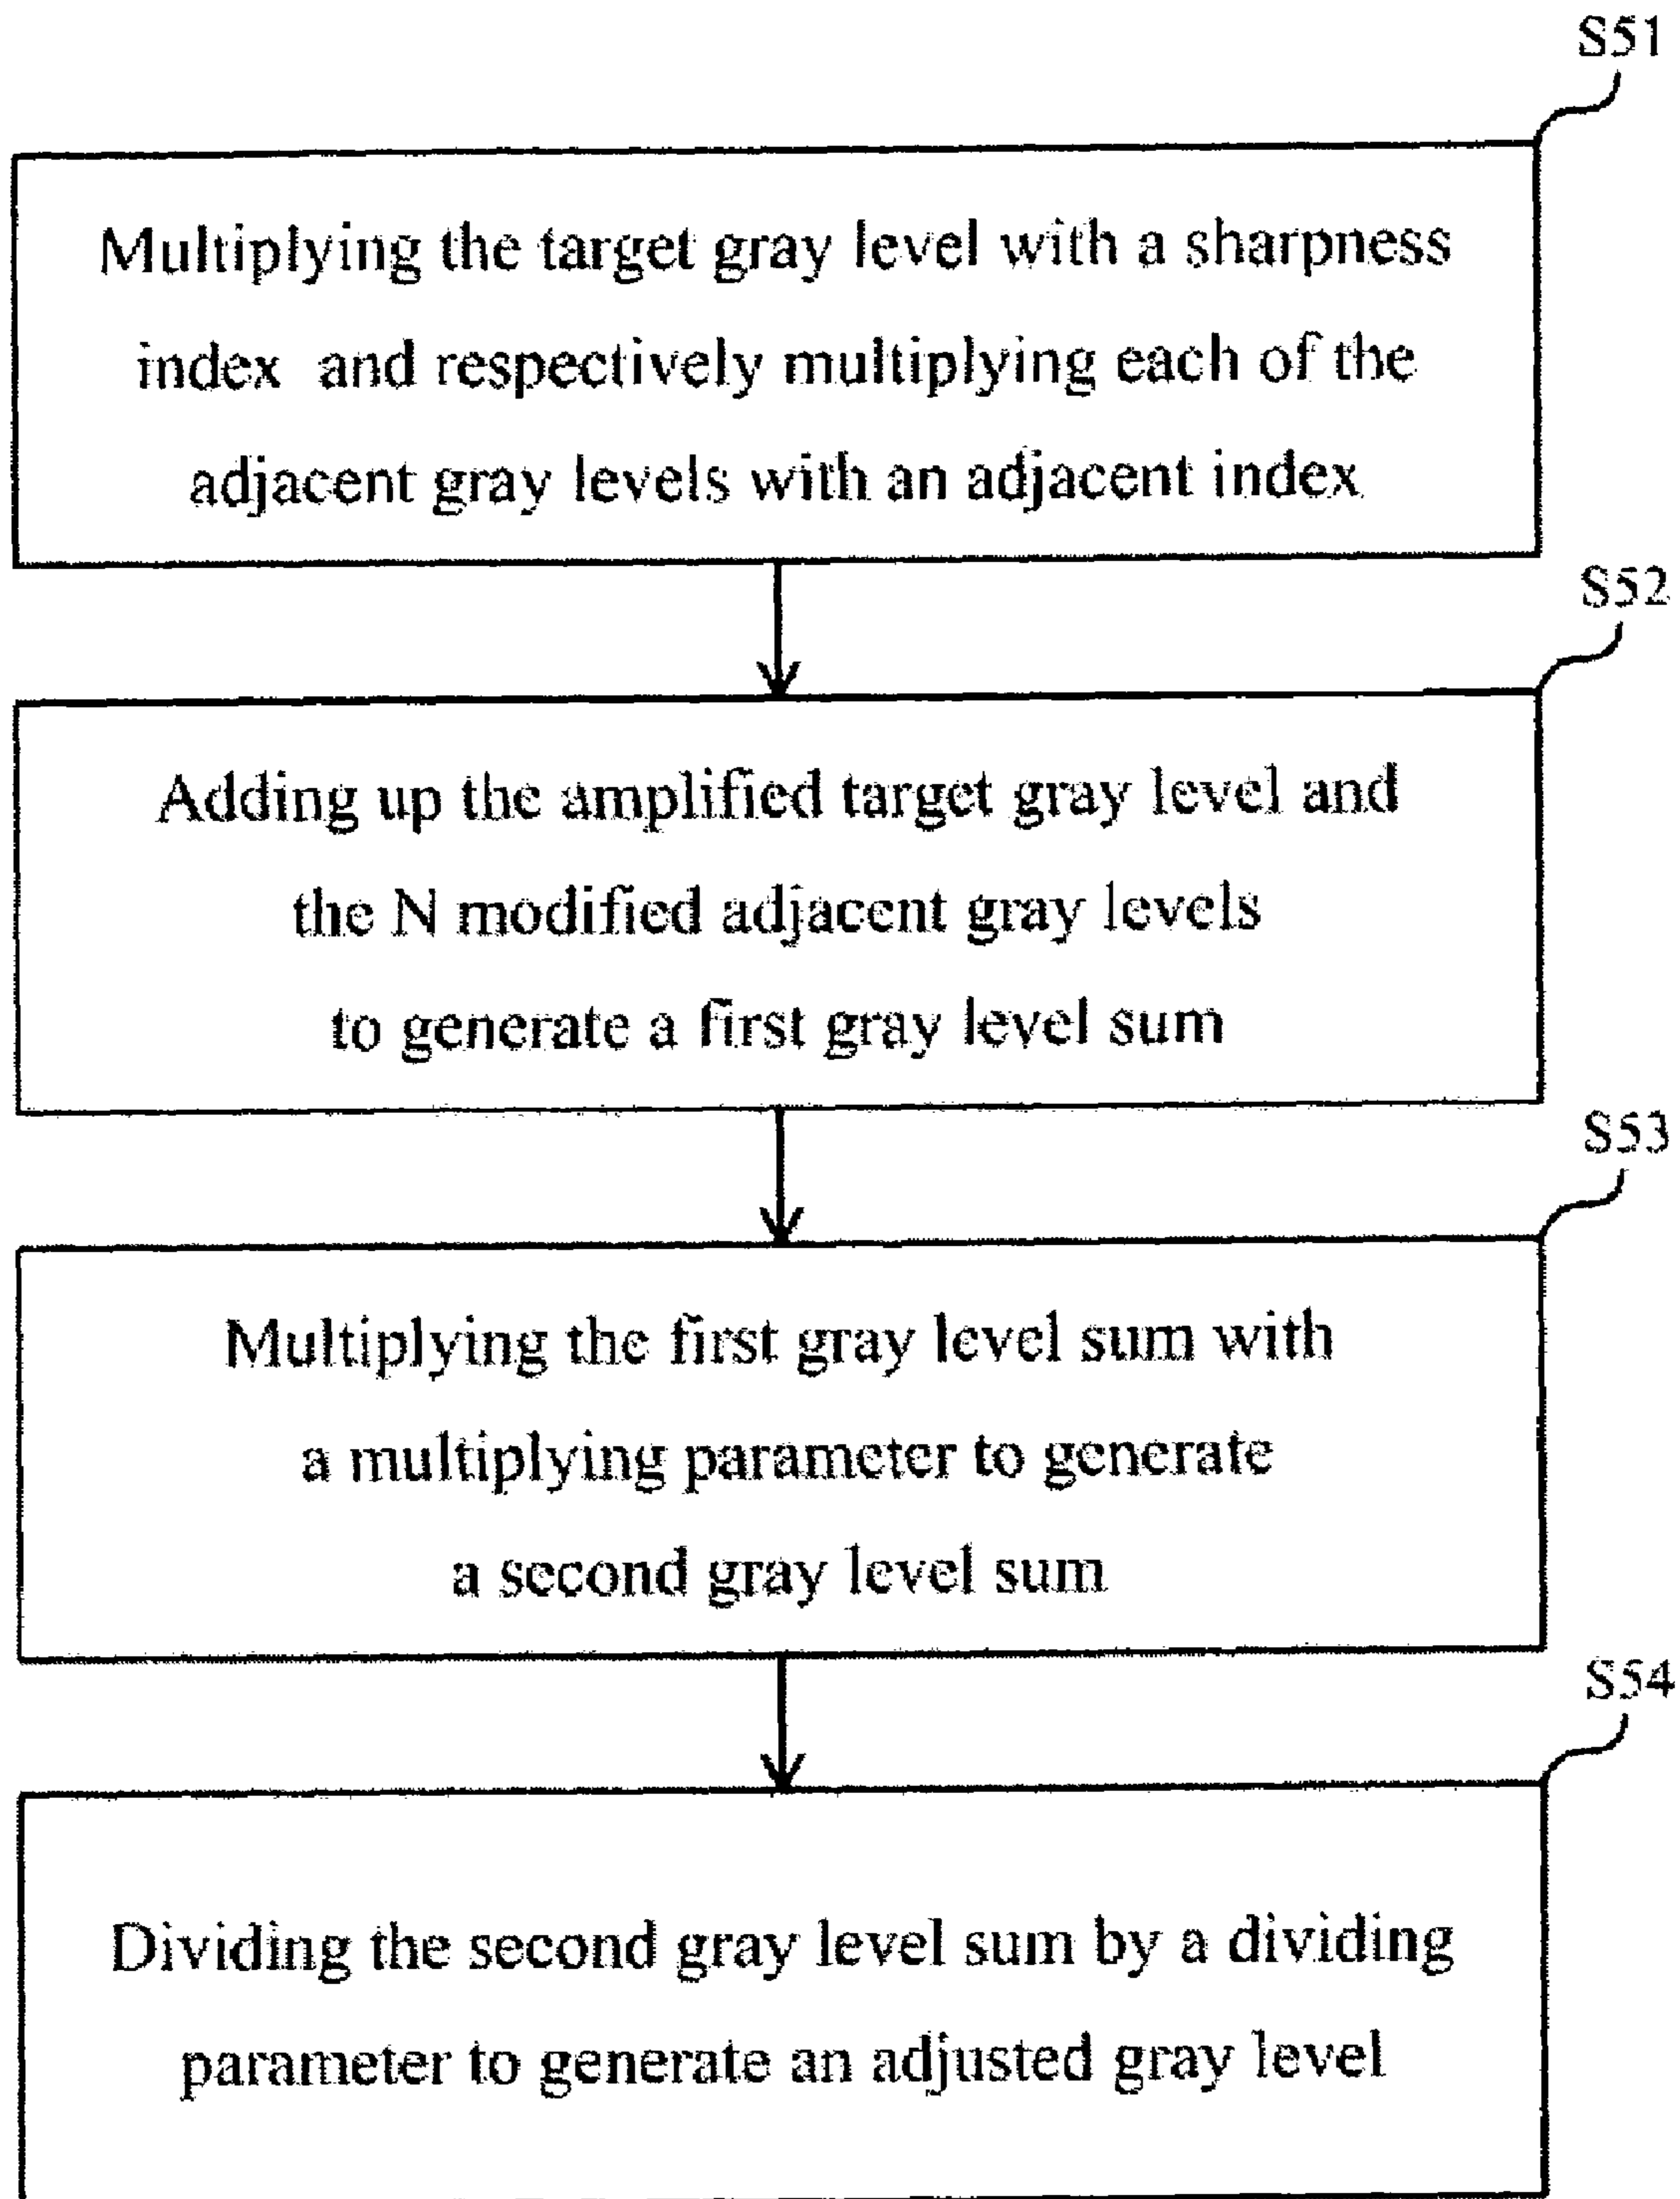 S51
Multiplying the target gray level with a sharpness
index and respectively multiplying each of the
adjacent gray levels with an adjacent index
S52
Adding up the amplified target gray level and
the N modified adjacent gray levels
to generate a first gray level sum
S53
Multiplying the first gray level sum with
a multiplying parameter to generate
a second gray level sum
S54
Dividing the second gray level sum by a dividing
parameter to generate an adjusted gray level